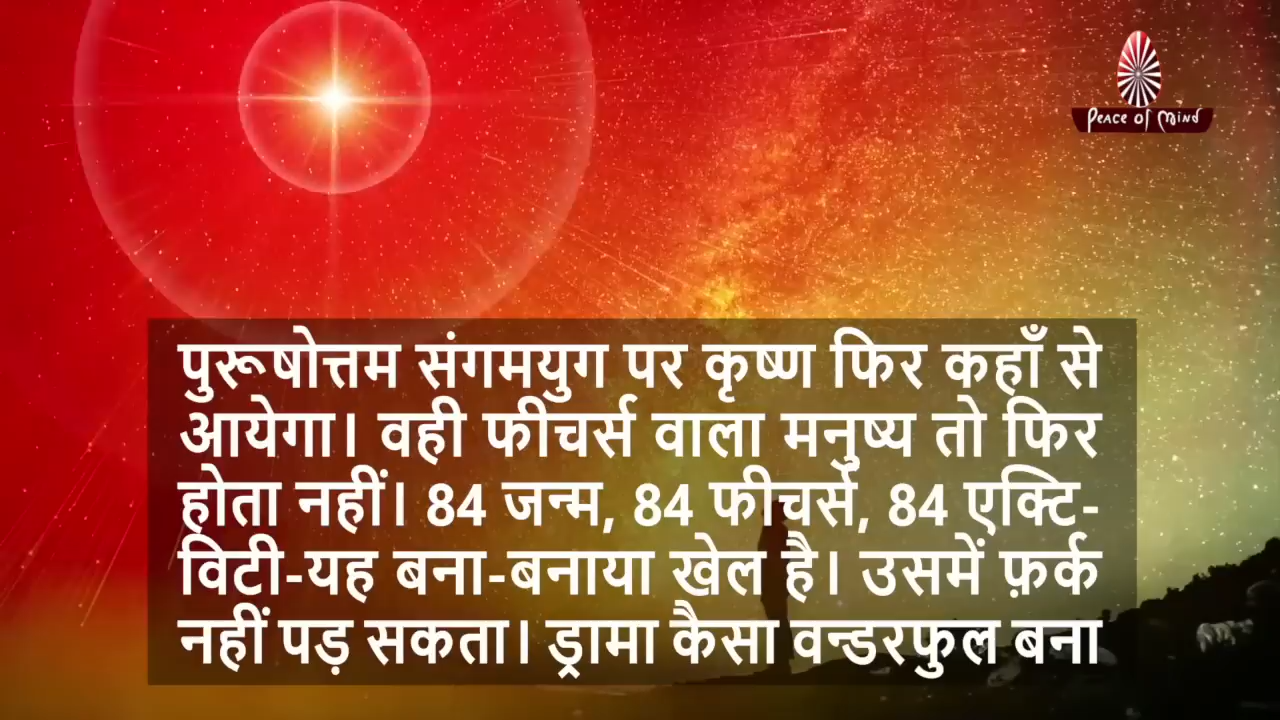 Peace of Mind
पुरूषोत्तम संगमयुग पर कृष्ण फिर कहाँ से
आयेगा। वही फीचर्स वाला मनुष्य तो फिर
होता नहीं। 84 जन्म, 84 फीचर्स, 84 एक्टि-
विटी-यह बना-बनाया खेल है। उसमें फ़र्क
नहीं पड़ सकता। ड्रामा कैसा वन्डरफुल बना